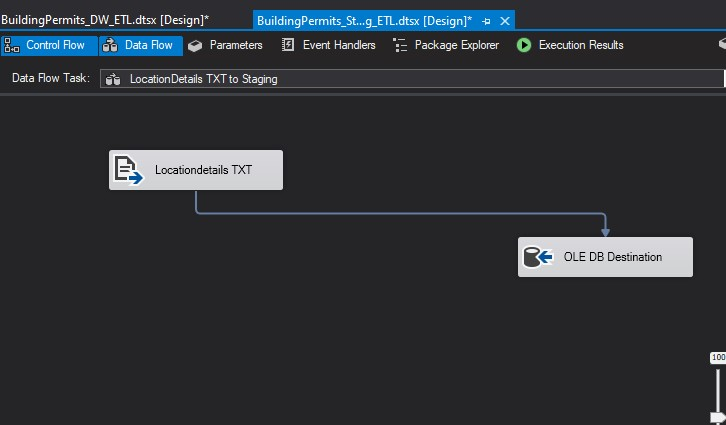 BuildingPermits_DW_ETL.dtsx [Design]*
BuildingPermits_St...g_ETL.dtsx [Design]*
Control Flow
Data Flow
Parameters
Event Handlers
Package Explorer
Execution Results
Data Flow Task:
LocationDetails TXT to Staging
Locationdetails TXT
OLE DB Destination
100